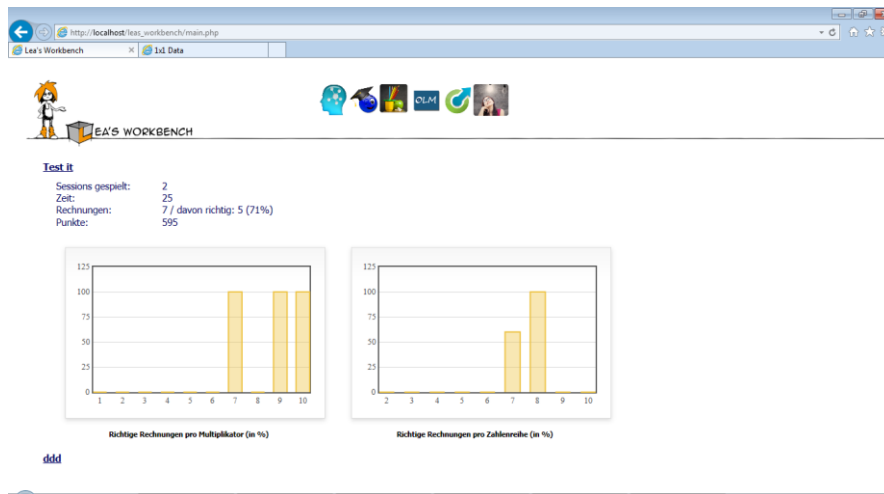 http://localhost/leas_workbench/main.php
Lea's Workbench
1x1 Data
OLM
LEA'S WORKBENCH
Test it
Sessions gespielt: 2
Zeit: 25
Rechnungen: 7 / davon richtig: 5 (71%)
Punkte: 595
125
100
75
50
25
0
1 2 3 4 5 6 7 8 9 10
Richtige Rechnungen pro Multiplikator (in %)
125
100
75
50
25
0
2 3 4 5 6 7 8 9 10
Richtige Rechnungen pro Zahlenreihe (in %)
ddd